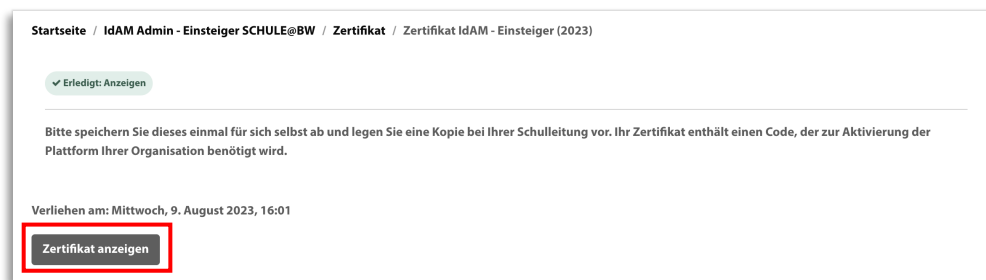 Startseite / IdAM Admin - Einsteiger SCHULE@BW / Zertifikat / Zertifikat IdAM - Einsteiger (2023)
✔ Erledigt: Anzeigen
Bitte speichern Sie dieses einmal für sich selbst ab und legen Sie eine Kopie bei Ihrer Schulleitung vor. Ihr Zertifikat enthält einen Code, der zur Aktivierung der
Plattform Ihrer Organisation benötigt wird.
Verliehen am: Mittwoch, 9. August 2023, 16:01
Zertifikat anzeigen